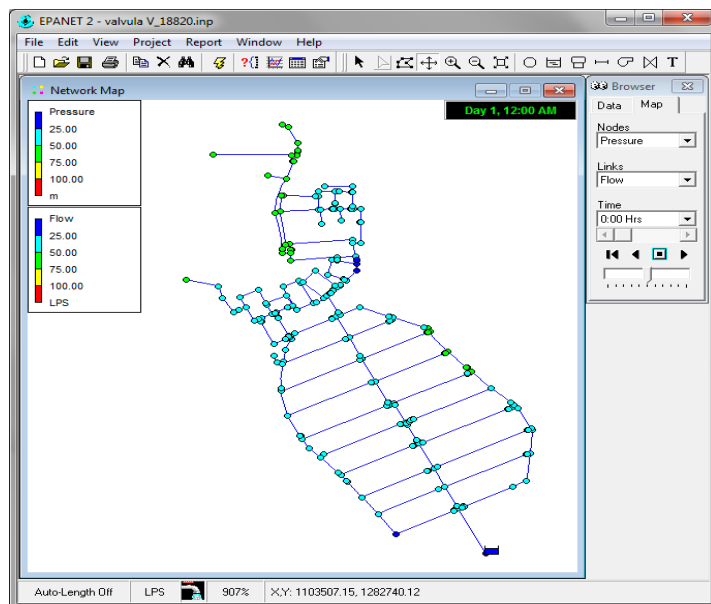 EPANET 2 - valvula V_18820.inp
File Edit View Project Report Window Help
Network Map
Day 1, 12:00 AM
Pressure
25.00
50.00
75.00
100.00
m
Flow
25.00
50.00
75.00
100.00
LPS
Browser
Data Map
Nodes
Pressure
Links
Flow
Time
0:00 Hrs
Auto-Length Off LPS 907% X,Y: 1103507.15, 1282740.12